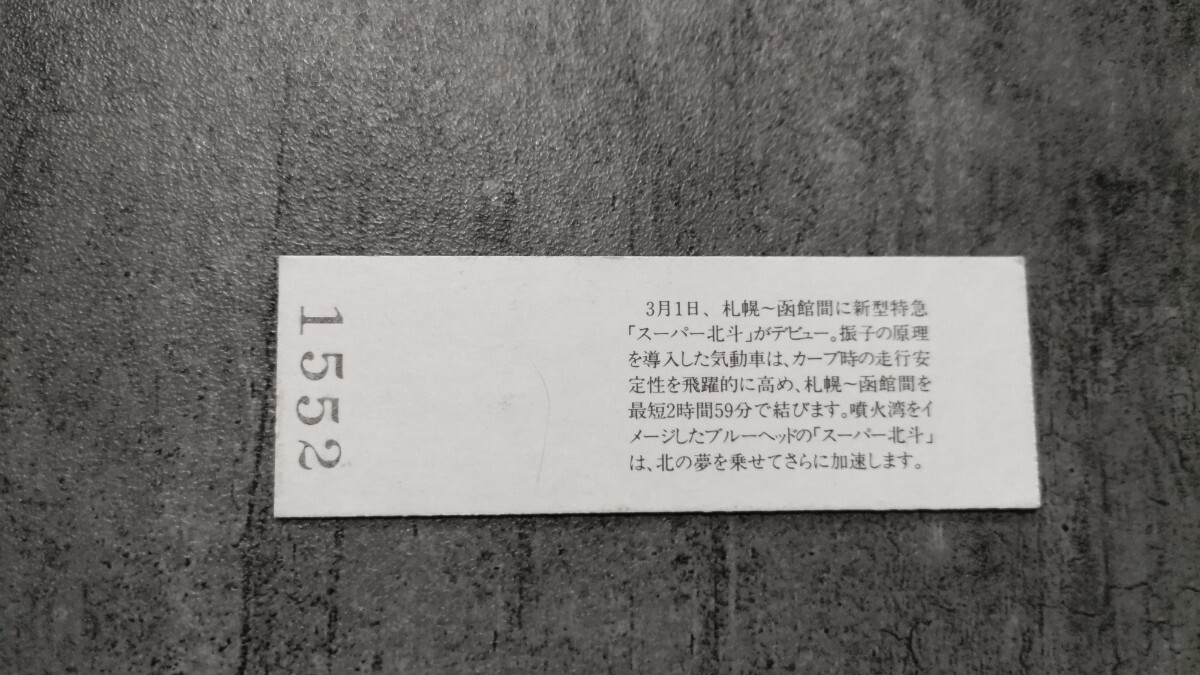 1552
3月1日、札幌~函館間に新型特急
「スーパー北斗」がデビュー。振子の原理
を導入した気動車は、カーブ時の走行安
定性を飛躍的に高め、札幌~函館間を
最短2時間59分で結びます。噴火湾をイ
メージしたブルーヘッドの「スーパー北斗」
は、北の夢を乗せてさらに加速します。